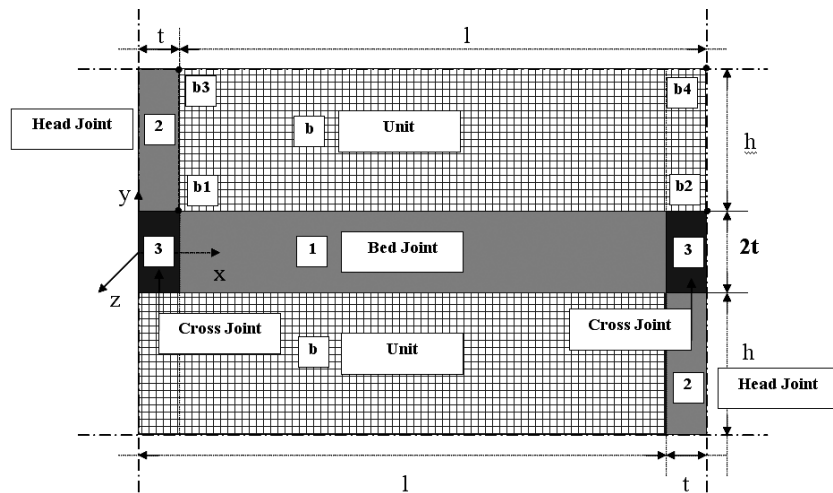 t l
b3 b4
Head Joint 2 b Unit h
b1 b2
y
3 1 Bed Joint 3 2t
x
z
Cross Joint Cross Joint
b Unit h
2 Head Joint
l t